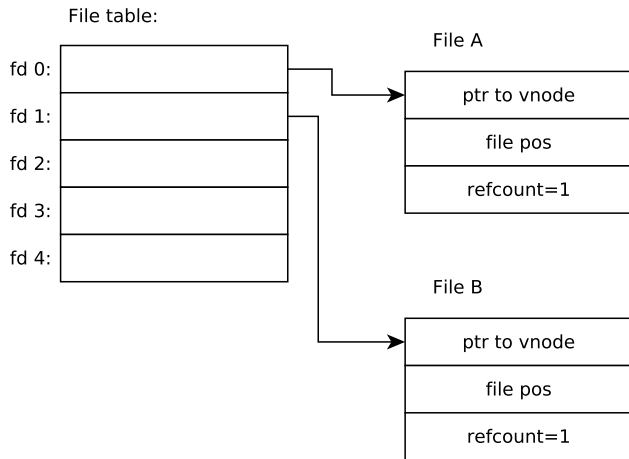 File table:
fd 0:
fd 1:
fd 2:
fd 3:
fd 4:
File A
ptr to vnode
file pos
refcount=1
File B
ptr to vnode
file pos
refcount=1